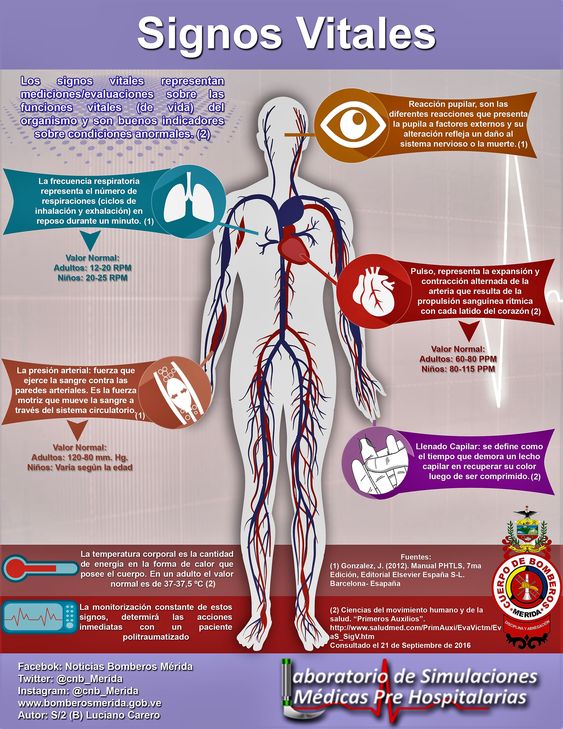 Signos Vitales
Los signos vitales representan
mediciones/evaluaciones sobre las
funciones vitales (de vida) del
organismo y son buenos indicadores
sobre condiciones anormales. (2)
Reacción pupilar, son las
diferentes reacciones que presenta
la pupila a factores externos y su
alteración refleja un daño al
sistema nervioso o la muerte. (1)
La frecuencia respiratoria
representa el número de
respiraciones (ciclos de
inhalación y exhalación) en
reposo durante un minuto. (1)
Valor Normal:
Adultos: 12-20 RPM
Niños: 20-25 RPM
Pulso, representa la expansión y
contracción alternada de la
arteria que resulta de la
propulsión sanguinea ritmica
con cada latido del corazón (2)
Valor Normal:
Adultos: 60-80 PPM
Niños: 80-115 PPM
La presión arterial: fuerza que
ejerce la sangre contra las
paredes arteriales. Es la fuerza
motriz que mueve la sangre a
través del sistema circulatorio.
(1)
Valor Normal:
Adultos: 120-80 mm. Hg.
Niños: Varia según la edad
Llenado Capilar: se define como
el tiempo que demora un lecho
capilar en recuperar su color
luego de ser comprimido. (2)
La temperatura corporal es la cantidad
de energía en la forma de calor que
posee el cuerpo. En un adulto el valor
normal es de 37-37,5 ºC (2)
La monitorización constante de estos
signos, determirá las acciones
inmediatas con un paciente
politraumatizado
Fuentes:
(1) Gonzalez, J. (2012). Manual PHTLS, 7ma
Edición, Editorial Elsevier España S-L.
Barcelona- Esapaña
(2) Ciencias del movimiento humano y de la
salud. “Primeros Auxilios”.
http://www.saludmed.com/PrimAuxi/EvaVictm/Ev
aS_SigV.htm
Consultado el 21 de Septiembre de 2016
CUERPO DE BOMBEROS
MERIDA
DISCIPLINA Y ABNEGACIÓN
Facebok: Noticias Bomberos Mérida
Twitter: @cnb_Merida
Instagram: @cnb_Merida
www.bomberosmerida.gob.ve
Autor: S/2 (B) Luciano Carero
Laboratorio de Simulaciones
Médicas Pre Hospitalarias